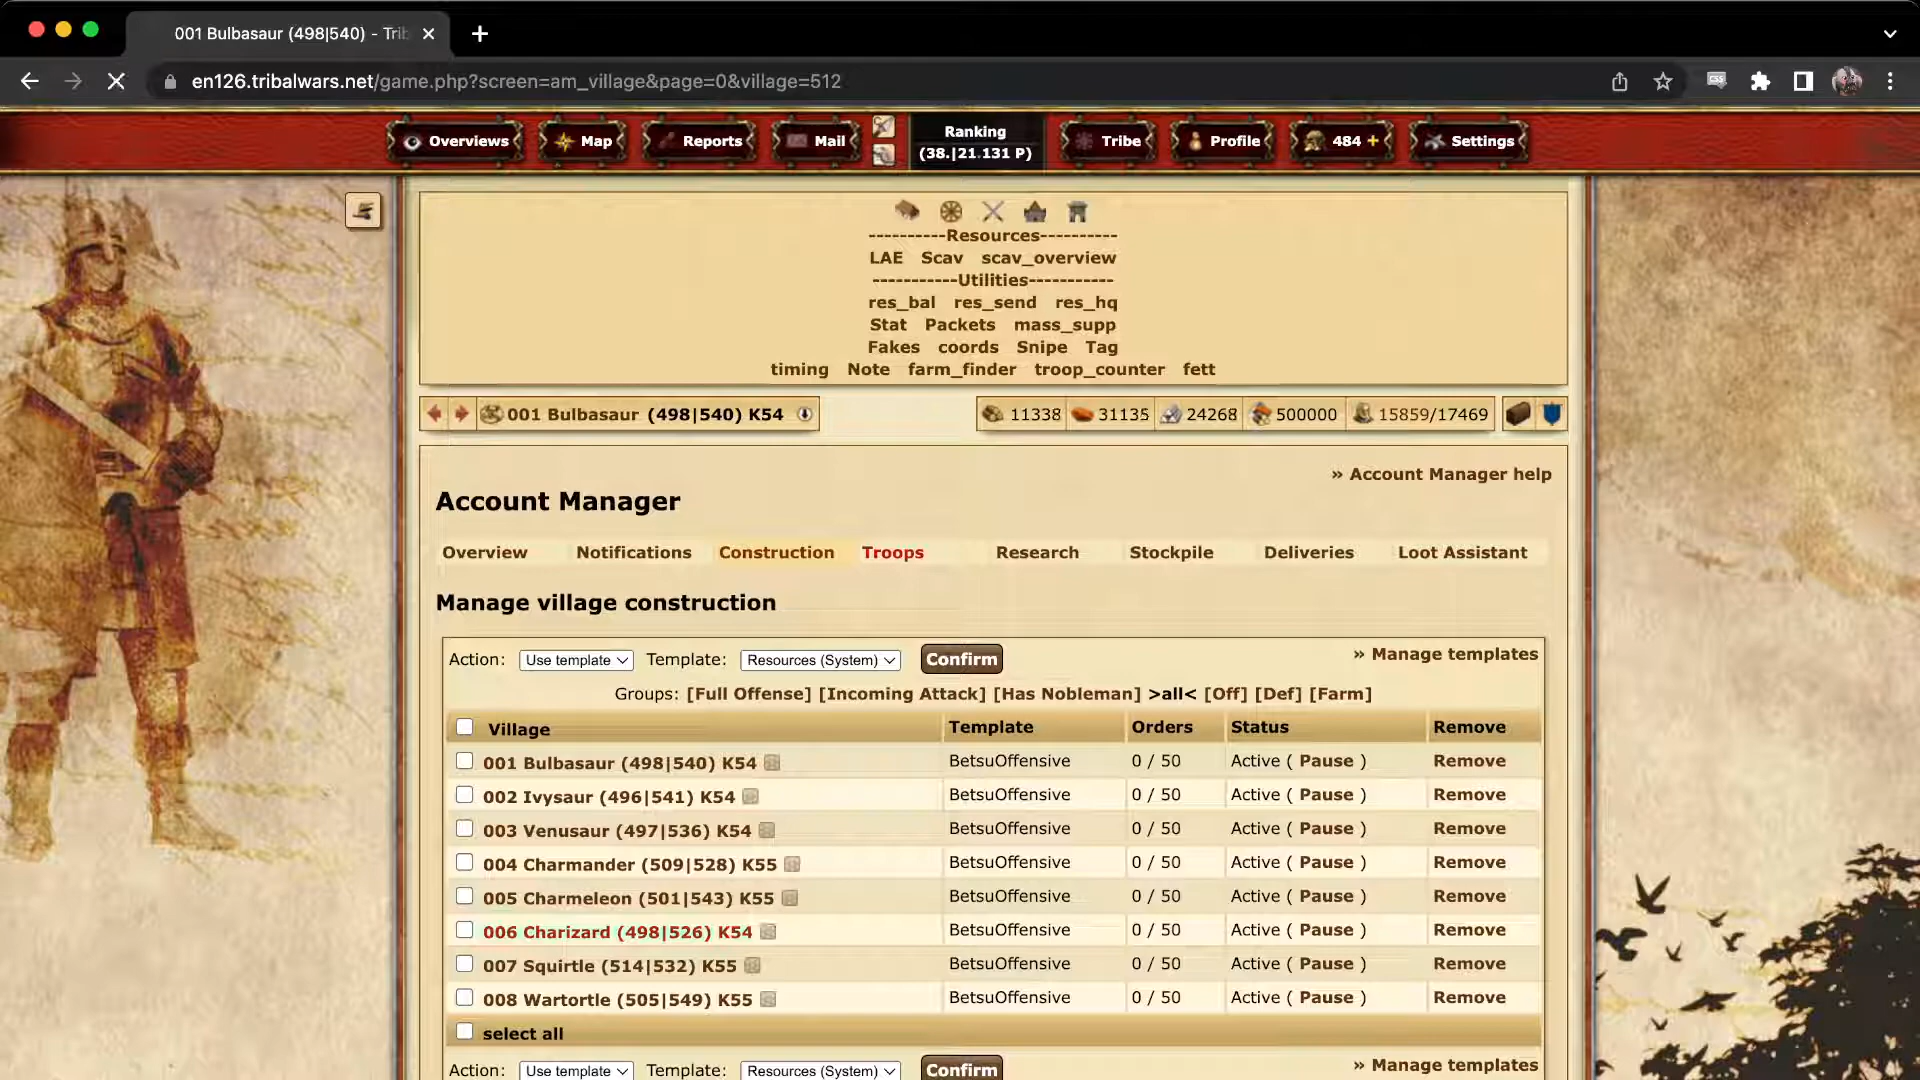 001 Bulbasaur (498|540) - Trib
en126.tribalwars.net/game.php?screen=am_village&page=0&village=512
Overviews Map Reports Mail Ranking (38.|21.131 P) Tribe Profile 484 + Settings
----------Resources----------
LAE Scav scav_overview
-----------Utilities-----------
res_bal res_send res_hq
Stat Packets mass_supp
Fakes coords Snipe Tag
timing Note farm_finder troop_counter fett
001 Bulbasaur (498|540) K54 11338 31135 24268 500000 15859/17469
» Account Manager help
Account Manager
Overview Notifications Construction Troops Research Stockpile Deliveries Loot Assistant
Manage village construction
Action: Use template Template: Resources (System) Confirm » Manage templates
Groups: [Full Offense] [Incoming Attack] [Has Nobleman] >all< [Off] [Def] [Farm]
Village Template Orders Status Remove
001 Bulbasaur (498|540) K54 BetsuOffensive 0 / 50 Active ( Pause ) Remove
002 Ivysaur (496|541) K54 BetsuOffensive 0 / 50 Active ( Pause ) Remove
003 Venusaur (497|536) K54 BetsuOffensive 0 / 50 Active ( Pause ) Remove
004 Charmander (509|528) K55 BetsuOffensive 0 / 50 Active ( Pause ) Remove
005 Charmeleon (501|543) K55 BetsuOffensive 0 / 50 Active ( Pause ) Remove
006 Charizard (498|526) K54 BetsuOffensive 0 / 50 Active ( Pause ) Remove
007 Squirtle (514|532) K55 BetsuOffensive 0 / 50 Active ( Pause ) Remove
008 Wartortle (505|549) K55 BetsuOffensive 0 / 50 Active ( Pause ) Remove
select all
Action: Use template Template: Resources (System) Confirm » Manage templates